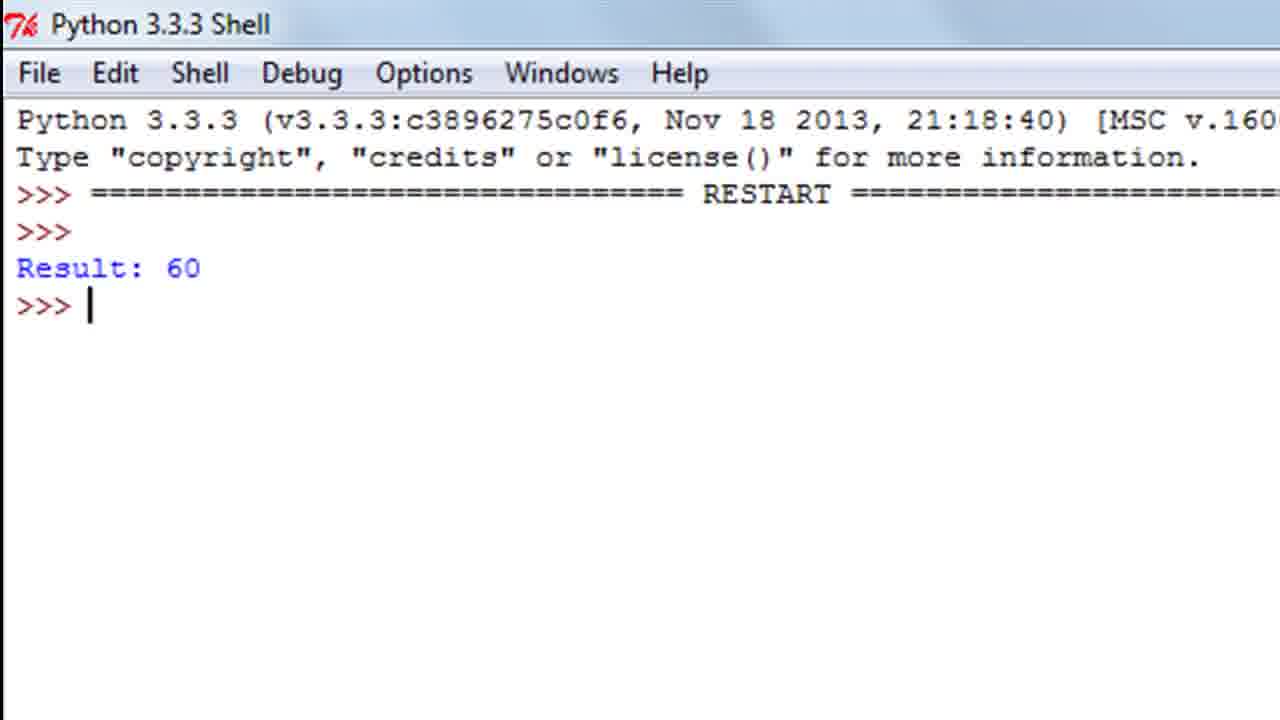 Python 3.3.3 Shell
File Edit Shell Debug Options Windows Help
Python 3.3.3 (v3.3.3:c3896275c0f6, Nov 18 2013, 21:18:40) [MSC v.160
Type "copyright", "credits" or "license()" for more information.
>>> ================================ RESTART =======================
>>>
Result: 60
>>>